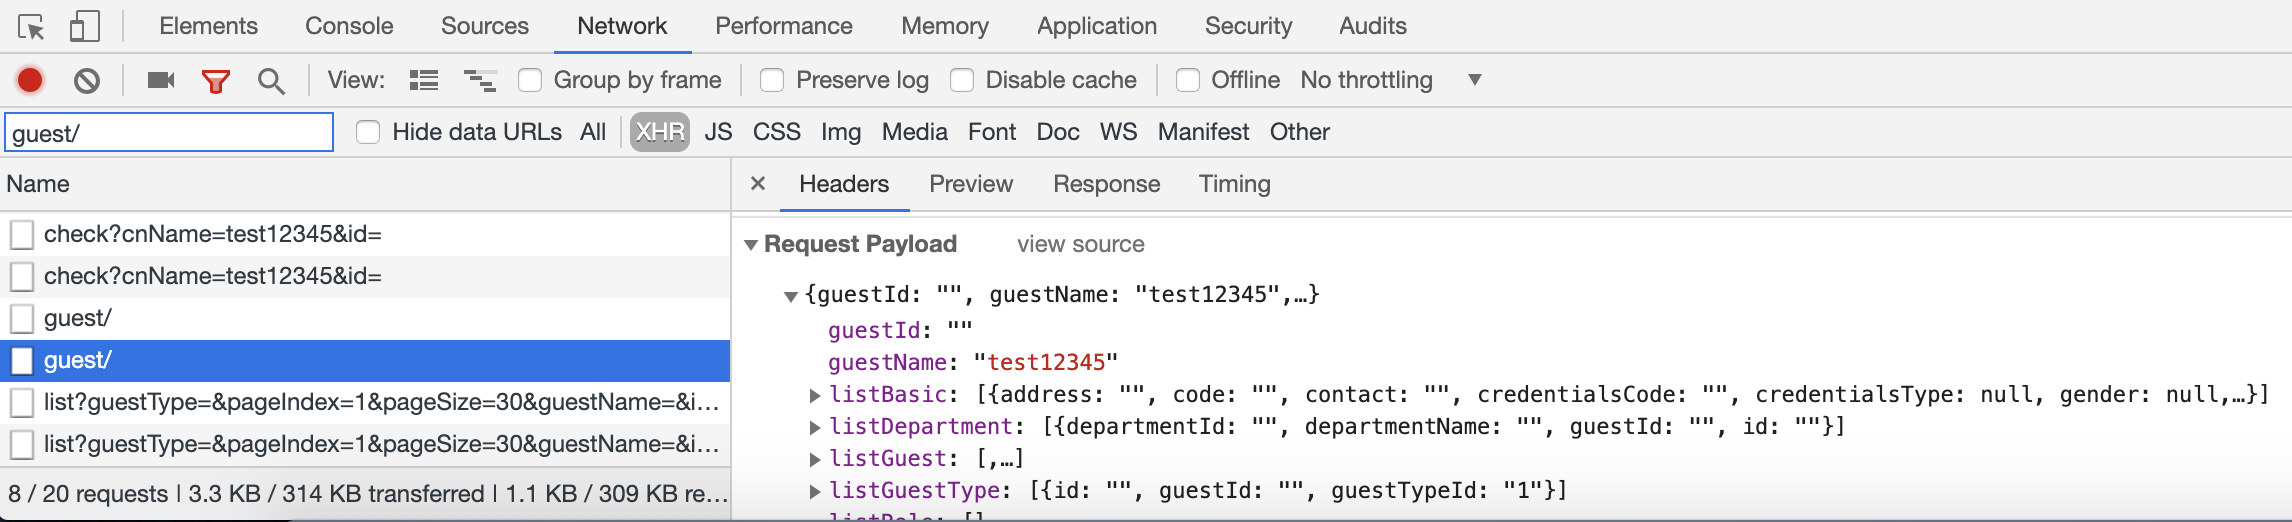 Elements Console Sources Network Performance Memory Application Security Audits
View: Group by frame Preserve log Disable cache Offline No throttling
guest/ Hide data URLs All XHR JS CSS Img Media Font Doc WS Manifest Other
Name
Headers Preview Response Timing
check?cnName=test12345&id=
check?cnName=test12345&id=
guest/
guest/
list?guestType=&pageIndex=1&pageSize=30&guestName=&i…
list?guestType=&pageIndex=1&pageSize=30&guestName=&i…
8 / 20 requests | 3.3 KB / 314 KB transferred | 1.1 KB / 309 KB re…
Request Payload view source
{guestId: "", guestName: "test12345",…}
guestId: ""
guestName: "test12345"
listBasic: [{address: "", code: "", contact: "", credentialsCode: "", credentialsType: null, gender: null,…}]
listDepartment: [{departmentId: "", departmentName: "", guestId: "", id: ""}]
listGuest: [,…]
listGuestType: [{id: "", guestId: "", guestTypeId: "1"}]